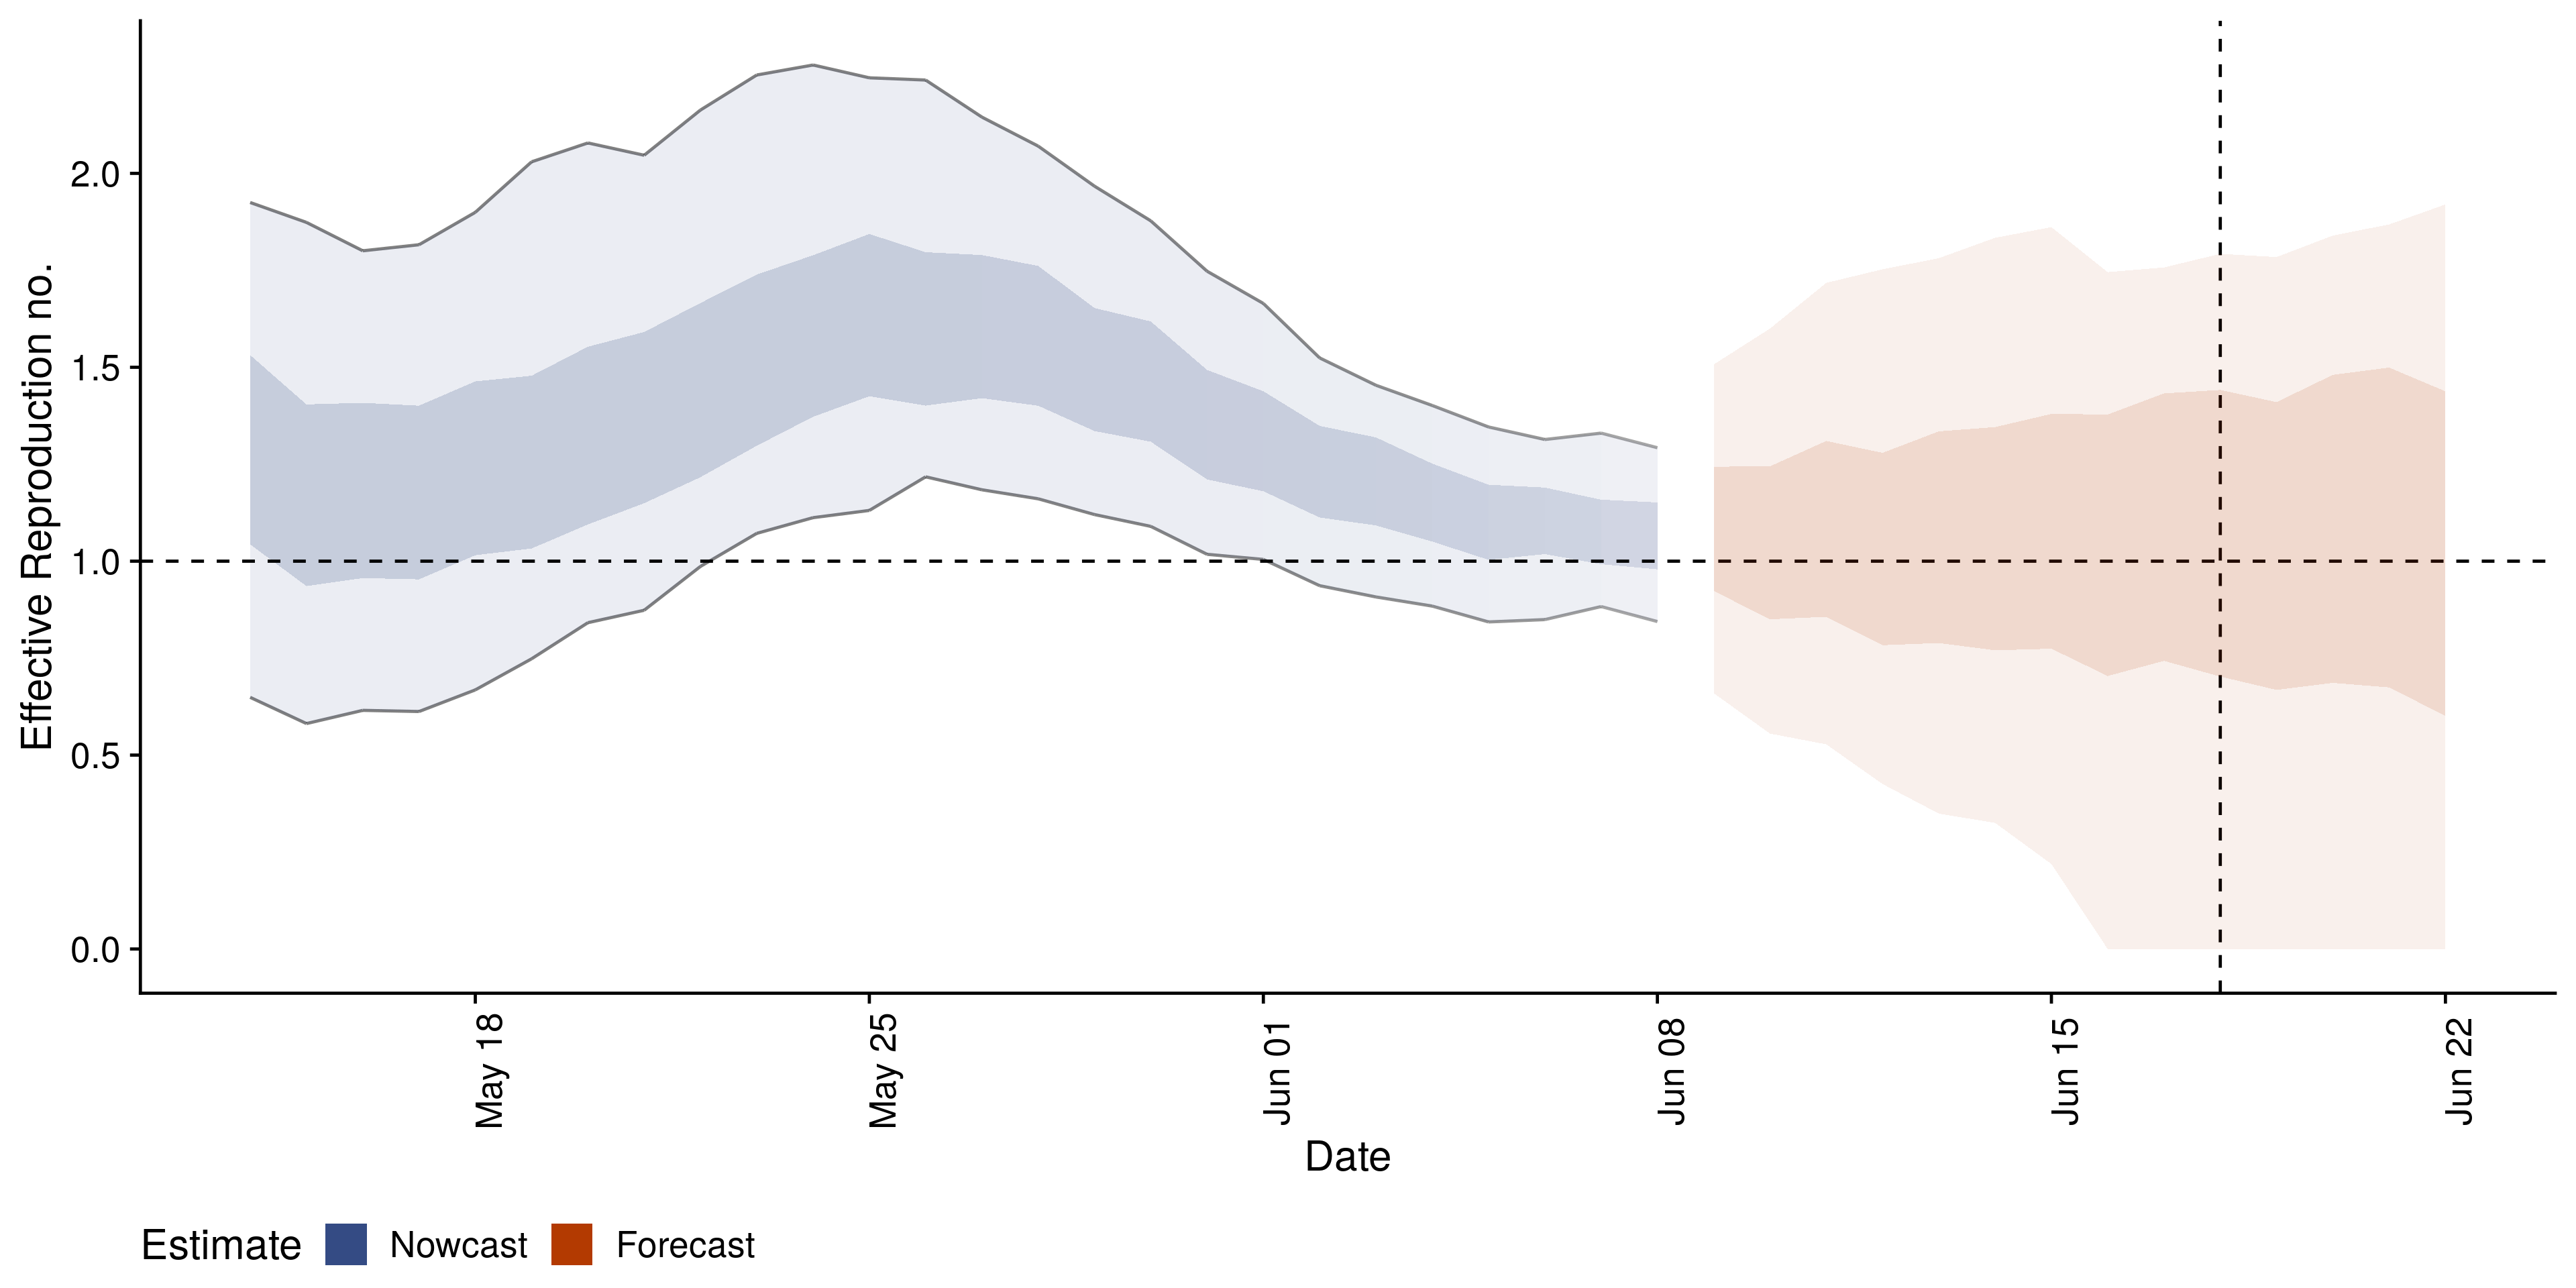 Effective Reproduction no.
2.0
1.5
1.0
0.5
0.0
May 18
May 25
Jun 01
Jun 08
Jun 15
Jun 22
Date
Estimate Nowcast Forecast